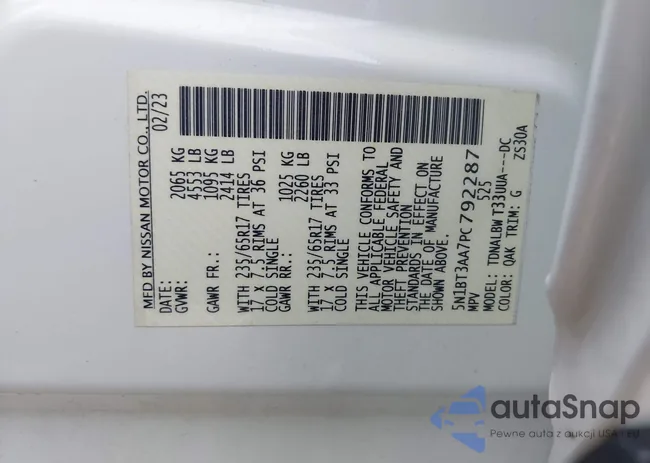 MFD BY NISSAN MOTOR CO., LTD.
DATE: 02/23
GVWR: 2065 KG
4553 LB
GAWR FR.: 1095 KG
2414 LB
WITH 235/65R17 TIRES
17 X 7.5 RIMS AT 36 PSI
COLD SINGLE
GAWR RR.: 1025 KG
2260 LB
WITH 235/65R17 TIRES
17 X 7.5 RIMS AT 33 PSI
COLD SINGLE
THIS VEHICLE CONFORMS TO
ALL APPLICABLE FEDERAL
MOTOR VEHICLE SAFETY AND
THEFT PREVENTION
STANDARDS IN EFFECT ON
THE DATE OF MANUFACTURE
SHOWN ABOVE.
5N1BT3AA7PC792287
MPV 525
MODEL: TDNALBW T33UUA---DC
COLOR: QAK TRIM: G ZS30A
autaSnap
Pewne auta z aukcji USA i EU